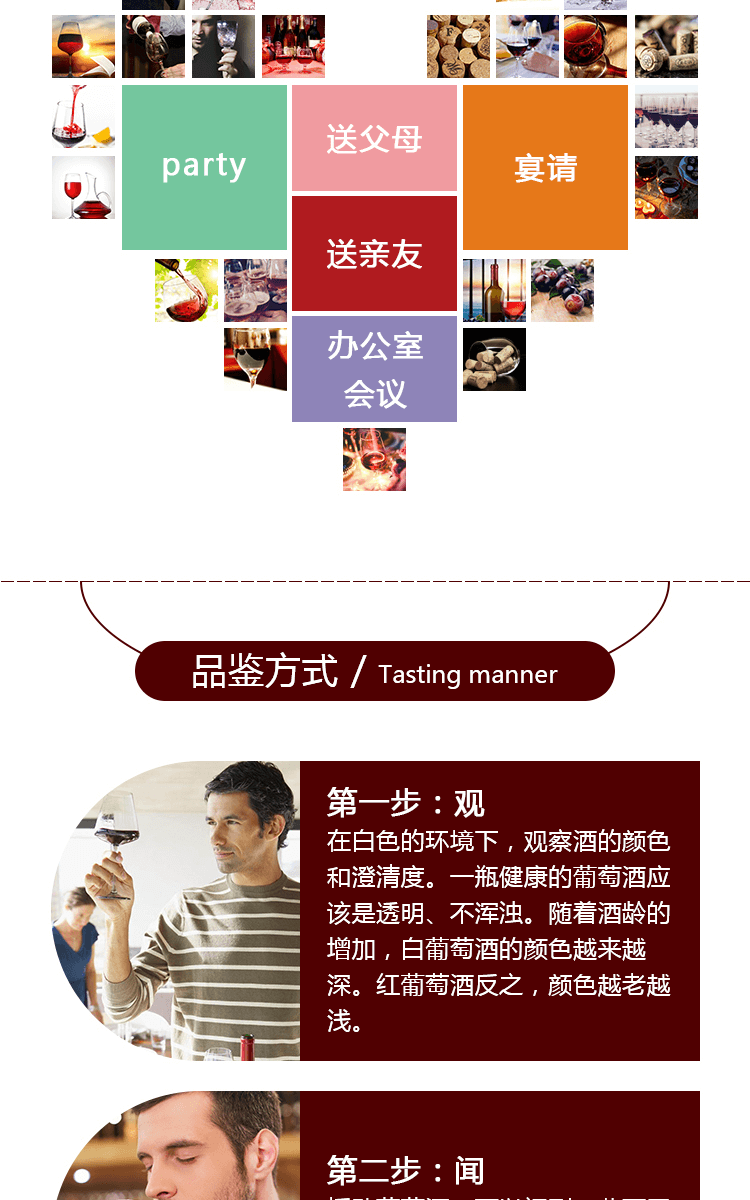 party
送父母
宴请
送亲友
办公室
会议
品鉴方式 / Tasting manner
第一步：观
在白色的环境下，观察酒的颜色
和澄清度。一瓶健康的葡萄酒应
该是透明、不浑浊。随着酒龄的
增加，白葡萄酒的颜色越来越
深。红葡萄酒反之，颜色越老越
浅。
第二步：闻